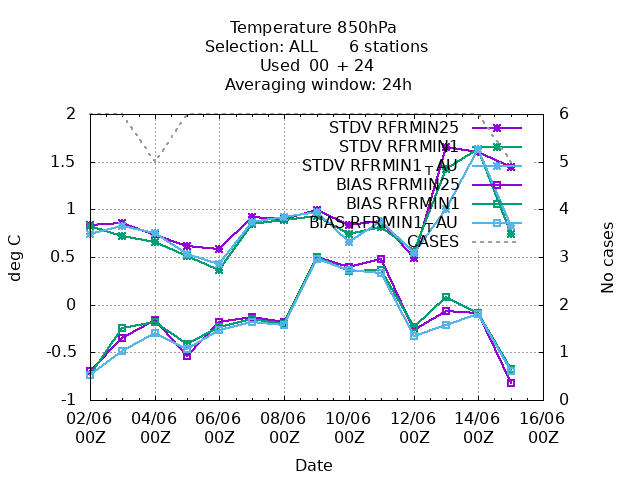 Temperature 850hPa
Selection: ALL      6 stations
Used  00  + 24
Averaging window: 24h
2
1.5
1
0.5
0
-0.5
-1
deg C
6
5
4
3
2
1
0
No cases
STDV RFRMIN25
STDV RFRMIN1
STDV RFRMIN1TAU
BIAS RFRMIN25
BIAS RFRMIN1
BIAS RFRMIN1TAU
CASES
02/06 04/06 06/06 08/06 10/06 12/06 14/06 16/06
00Z 00Z 00Z 00Z 00Z 00Z 00Z 00Z
Date